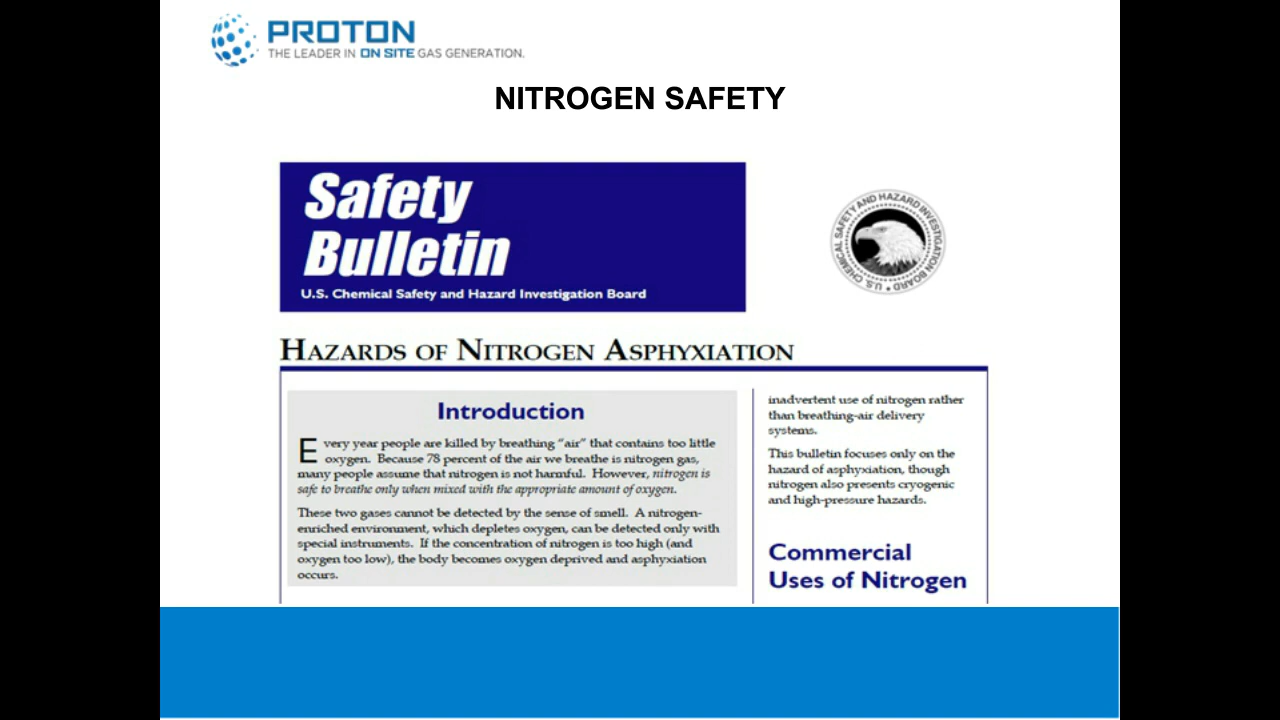 PROTON
THE LEADER IN ON SITE GAS GENERATION.
NITROGEN SAFETY
Safety
Bulletin
U.S. Chemical Safety and Hazard Investigation Board
U.S. CHEMICAL SAFETY AND HAZARD INVESTIGATION BOARD
HAZARDS OF NITROGEN ASPHYXIATION
Introduction
Every year people are killed by breathing “air” that contains too little
oxygen. Because 78 percent of the air we breathe is nitrogen gas,
many people assume that nitrogen is not harmful. However, nitrogen is
safe to breathe only when mixed with the appropriate amount of oxygen.
These two gases cannot be detected by the sense of smell. A nitrogen-
enriched environment, which depletes oxygen, can be detected only with
special instruments. If the concentration of nitrogen is too high (and
oxygen too low), the body becomes oxygen deprived and asphyxiation
occurs.
inadvertent use of nitrogen rather
than breathing-air delivery
systems.
This bulletin focuses only on the
hazard of asphyxiation, though
nitrogen also presents cryogenic
and high-pressure hazards.
Commercial
Uses of Nitrogen